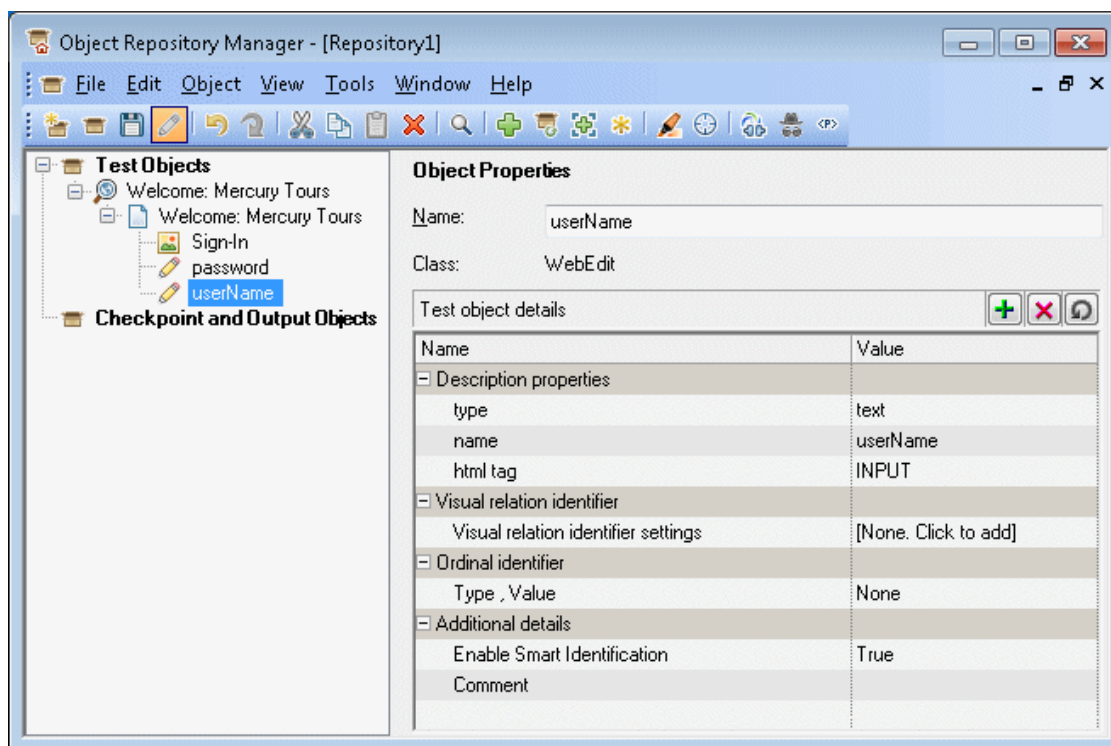 Object Repository Manager - [Repository1]
File Edit Object View Tools Window Help
<P>
Test Objects
Welcome: Mercury Tours
Welcome: Mercury Tours
Sign-In
password
userName
Checkpoint and Output Objects
Object Properties
Name: userName
Class: WebEdit
Test object details
Name Value
Description properties
type text
name userName
html tag INPUT
Visual relation identifier
Visual relation identifier settings [None. Click to add]
Ordinal identifier
Type , Value None
Additional details
Enable Smart Identification True
Comment